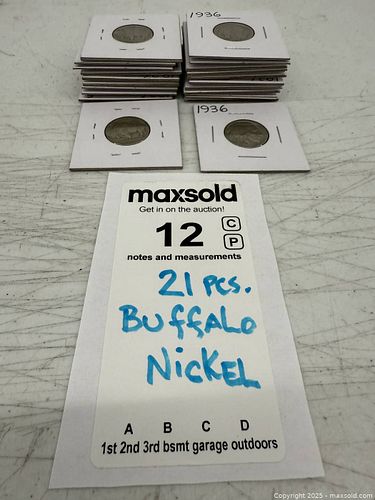 1936
1936
maxsold
Get in on the auction!
12
C
P
notes and measurements
21 pcs.
BuffALO
NicKEL
A B C D
1st 2nd 3rd bsmt garage outdoors
Copyright 2025 - maxsold.com